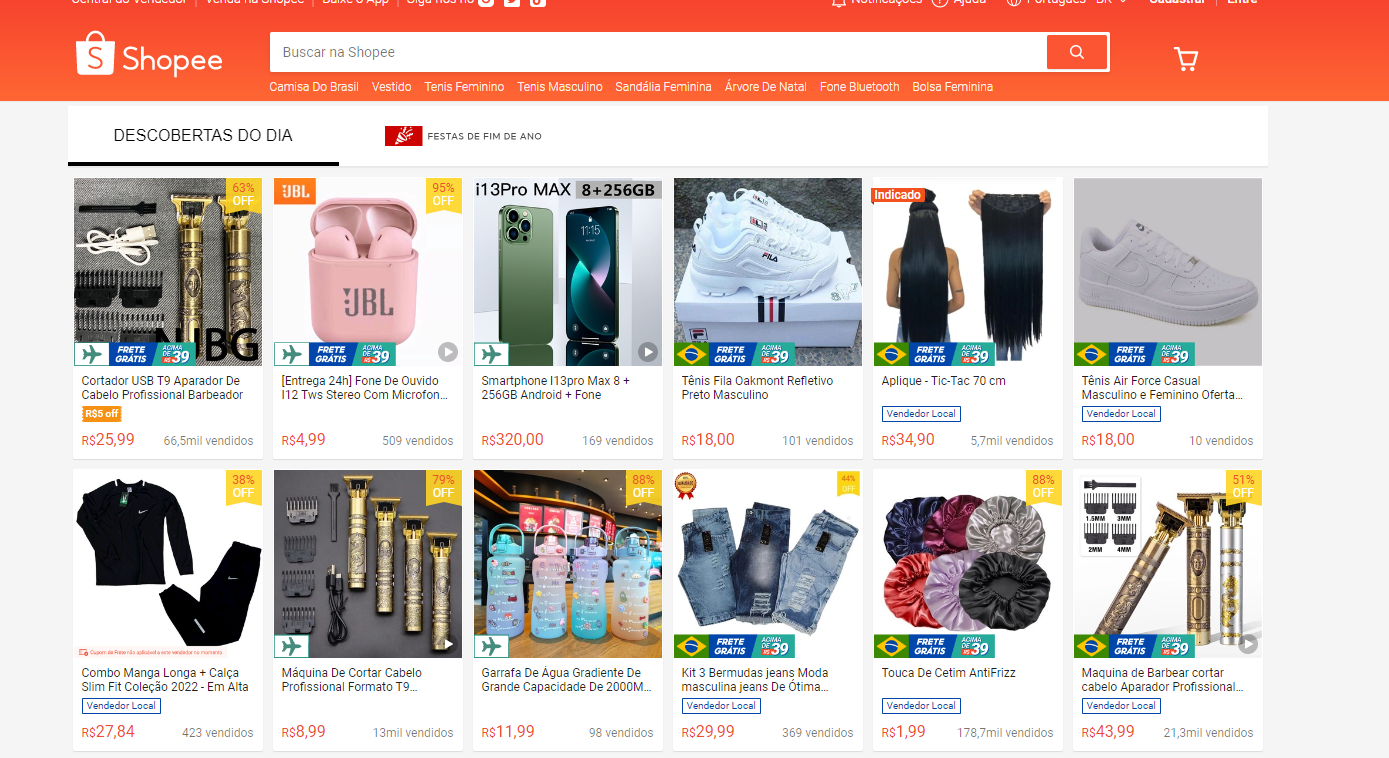 Central do Vendedor | Venda na Shopee | Baixe o App | Siga-nos no
Notificações Ajuda Português - BR Cadastrar | Entre
Shopee
Buscar na Shopee
Camisa Do Brasil Vestido Tenis Feminino Tenis Masculino Sandália Feminina Árvore De Natal Fone Bluetooth Bolsa Feminina
DESCOBERTAS DO DIA
FESTAS DE FIM DE ANO
63%
OFF
NJBG
FRETE GRÁTIS ACIMA DE R$39
Cortador USB T9 Aparador De
Cabelo Profissional Barbeador
R$5 off
R$25,99 66,5mil vendidos
JBL
95%
OFF
JBL
FRETE GRÁTIS ACIMA DE R$39
[Entrega 24h] Fone De Ouvido
I12 Tws Stereo Com Microfon...
R$4,99 509 vendidos
i13Pro MAX 8+256GB
11:15
Smartphone I13pro Max 8 +
256GB Android + Fone
R$320,00 169 vendidos
FILA
FRETE GRÁTIS ACIMA DE R$39
Tênis Fila Oakmont Refletivo
Preto Masculino
R$18,00 101 vendidos
Indicado
FRETE GRÁTIS ACIMA DE R$39
Aplique - Tic-Tac 70 cm
Vendedor Local
R$34,90 5,7mil vendidos
FRETE GRÁTIS ACIMA DE R$39
Tênis Air Force Casual
Masculino e Feminino Oferta...
Vendedor Local
R$18,00 10 vendidos
38%
OFF
Cupom de Frete não aplicável a este vendedor no momento
Combo Manga Longa + Calça
Slim Fit Coleção 2022 - Em Alta
Vendedor Local
R$27,84 423 vendidos
79%
OFF
Máquina De Cortar Cabelo
Profissional Formato T9...
R$8,99 13mil vendidos
88%
OFF
Garrafa De Água Gradiente De
Grande Capacidade De 2000M...
R$11,99 98 vendidos
44%
OFF
FRETE GRÁTIS ACIMA DE R$39
Kit 3 Bermudas jeans Moda
masculina jeans De Ótima...
Vendedor Local
R$29,99 369 vendidos
88%
OFF
FRETE GRÁTIS ACIMA DE R$39
Touca De Cetim AntiFrizz
Vendedor Local
R$1,99 178,7mil vendidos
51%
OFF
1.5MM 3MM
2MM 4MM
FRETE GRÁTIS ACIMA DE R$39
Maquina de Barbear cortar
cabelo Aparador Profissional...
Vendedor Local
R$43,99 21,3mil vendidos